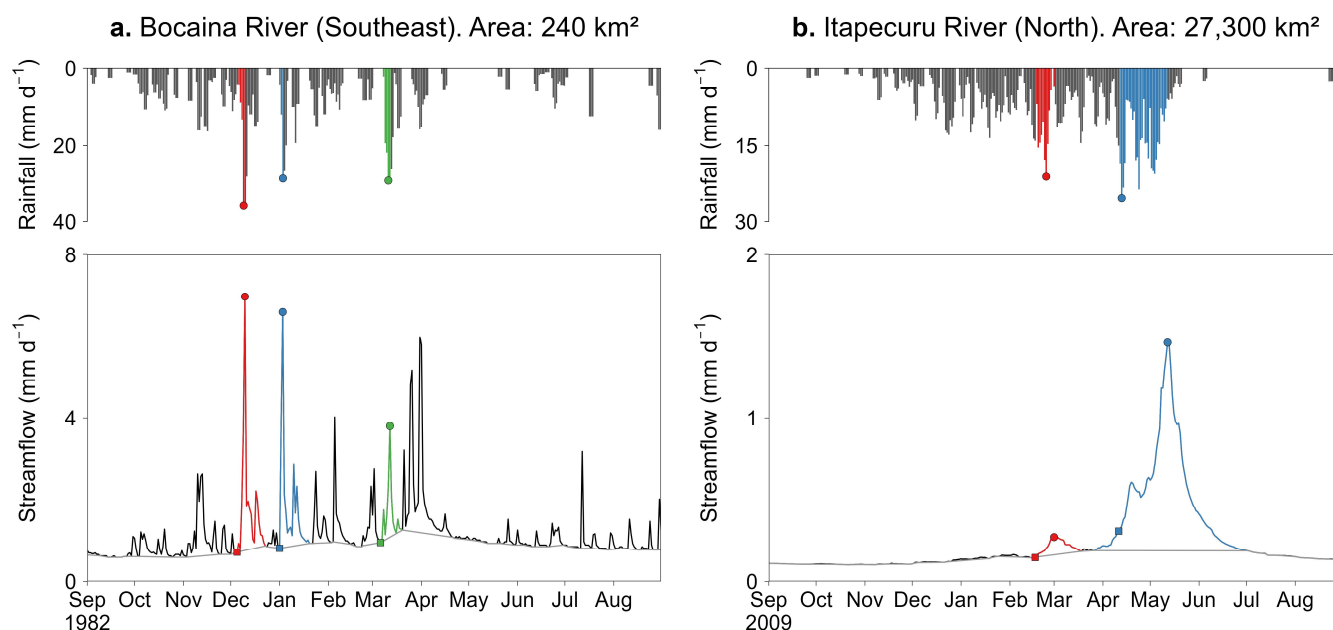 a. Bocaina River (Southeast). Area: 240 km²
Rainfall (mm d⁻¹)
0
20
40
Streamflow (mm d⁻¹)
8
4
0
Sep Oct Nov Dec Jan Feb Mar Apr May Jun Jul Aug
1982
b. Itapecuru River (North). Area: 27,300 km²
Rainfall (mm d⁻¹)
0
15
30
Streamflow (mm d⁻¹)
2
1
0
Sep Oct Nov Dec Jan Feb Mar Apr May Jun Jul Aug
2009